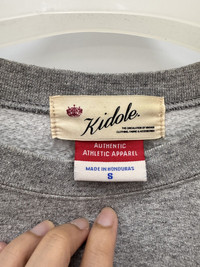 Kidole.
AUTHENTIC
ATHLETIC APPAREL
MADE IN HONDURAS
S